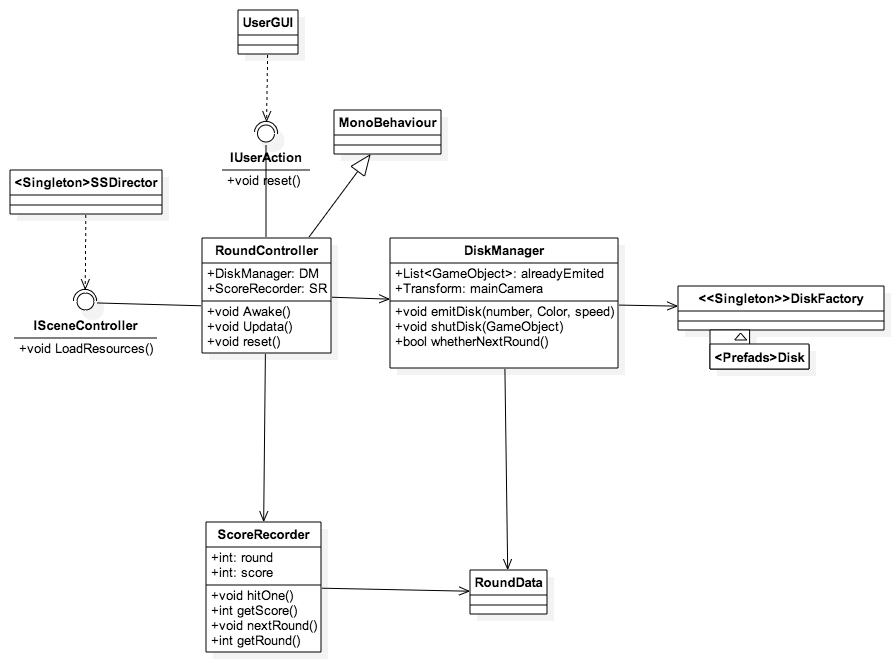 UserGUI
MonoBehaviour
IUserAction
+void reset()
<Singleton>SSDirector
RoundController
+DiskManager: DM
+ScoreRecorder: SR
+void Awake()
+void Updata()
+void reset()
DiskManager
+List<GameObject>: alreadyEmited
+Transform: mainCamera
+void emitDisk(number, Color, speed)
+void shutDisk(GameObject)
+bool whetherNextRound()
<<Singleton>>DiskFactory
<Prefads>Disk
ISceneController
+void LoadResources()
ScoreRecorder
+int: round
+int: score
+void hitOne()
+int getScore()
+void nextRound()
+int getRound()
RoundData